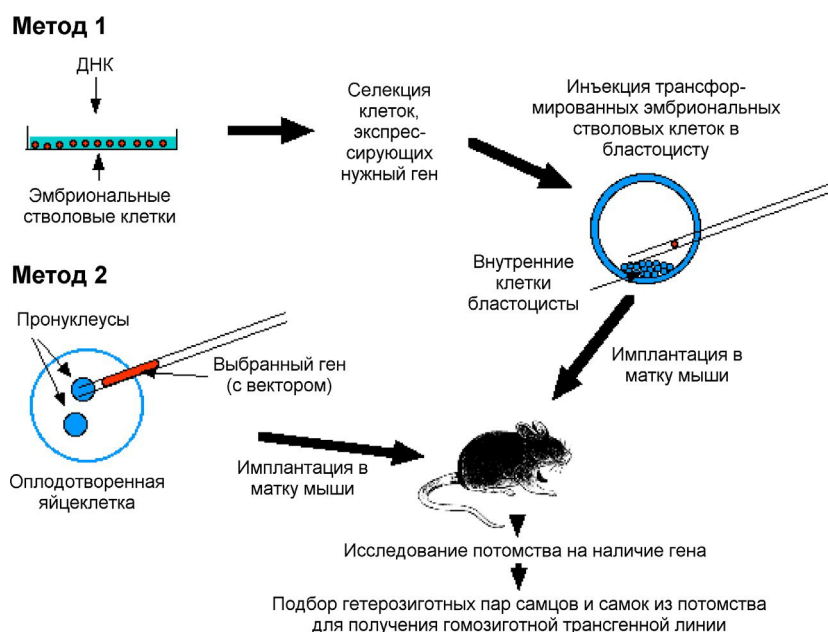 Метод 1
ДНК
Эмбриональные
стволовые клетки
Селекция
клеток,
экспрес-
сирующих
нужный ген
Инъекция трансфор-
мированных эмбриональных
стволовых клеток в
бластоцисту
Внутренние
клетки
бластоцисты
Имплантация в
матку мыши
Метод 2
Пронуклеусы
Выбранный ген
(с вектором)
Оплодотворенная
яйцеклетка
Имплантация в
матку мыши
Исследование потомства на наличие гена
Подбор гетерозиготных пар самцов и самок из потомства
для получения гомозиготной трансгенной линии